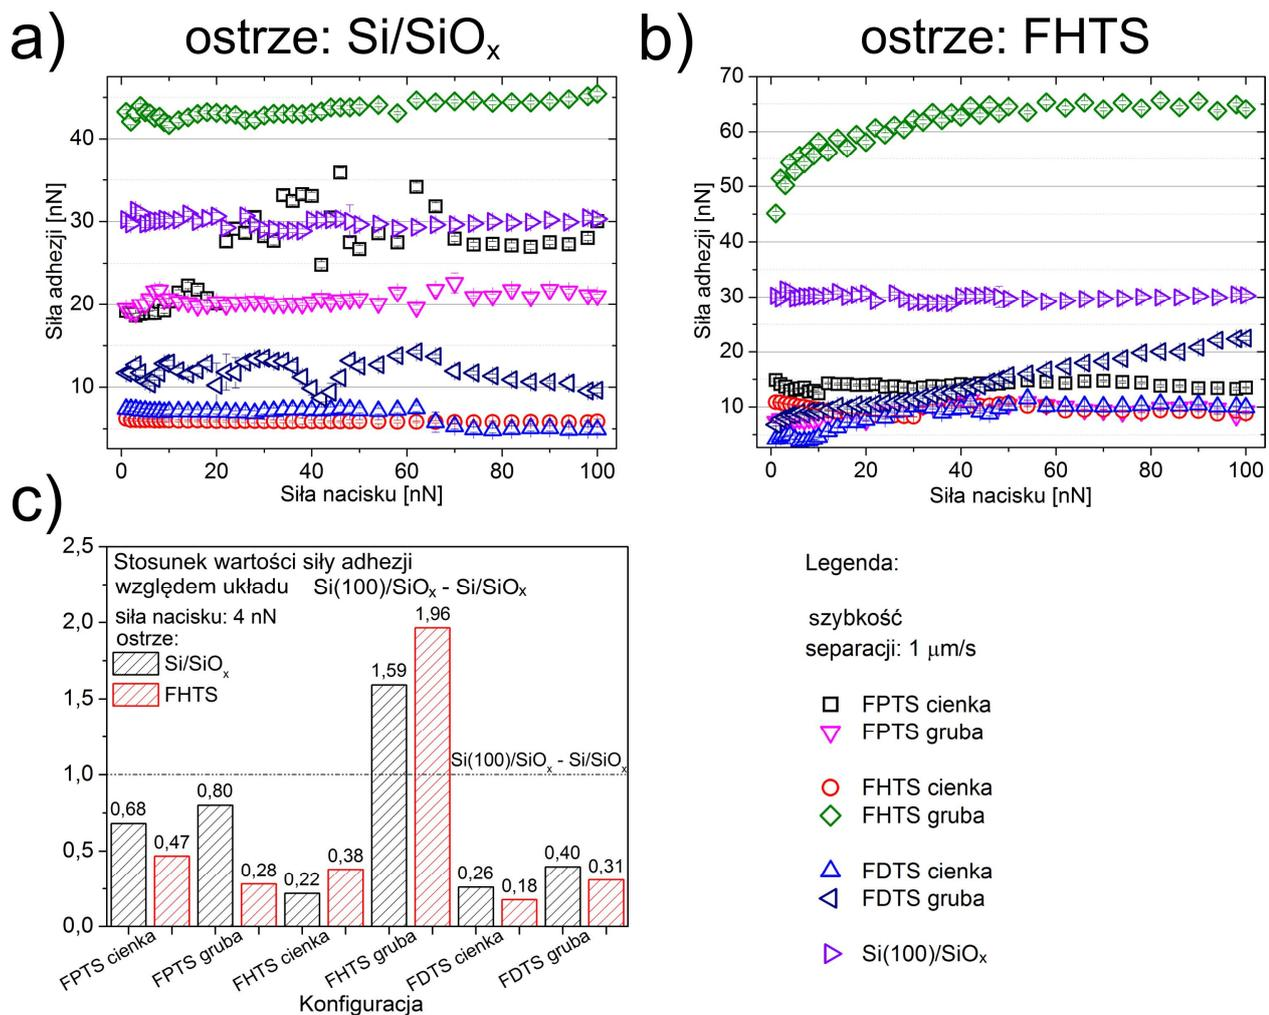 a) ostrze: Si/SiOₓ
Siła adhezji [nN]
40
30
20
10
0 20 40 60 80 100
Siła nacisku [nN]
b) ostrze: FHTS
Siła adhezji [nN]
70
60
50
40
30
20
10
0 20 40 60 80 100
Siła nacisku [nN]
c)
2,5
2,0
1,5
1,0
0,5
0,0
Stosunek wartości siły adhezji
względem układu Si(100)/SiOₓ - Si/SiOₓ
siła nacisku: 4 nN
ostrze:
Si/SiOₓ
FHTS
Si(100)/SiOₓ - Si/SiOₓ
0,68
0,47
0,80
0,28
0,22
0,38
1,59
1,96
0,26
0,18
0,40
0,31
FPTS cienka
FPTS gruba
FHTS cienka
FHTS gruba
FDTS cienka
FDTS gruba
Konfiguracja
Legenda:
szybkość
separacji: 1 μm/s
FPTS cienka
FPTS gruba
FHTS cienka
FHTS gruba
FDTS cienka
FDTS gruba
Si(100)/SiOₓ